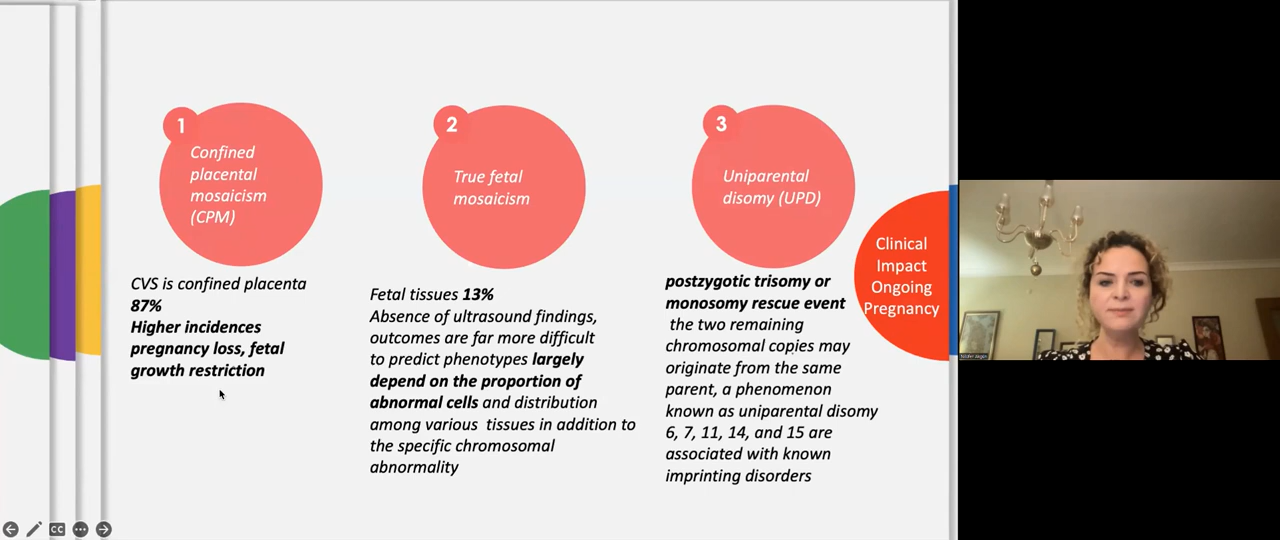 1
Confined
placental
mosaicism
(CPM)
CVS is confined placenta
87%
Higher incidences
pregnancy loss, fetal
growth restriction
2
True fetal
mosaicism
Fetal tissues 13%
Absence of ultrasound findings,
outcomes are far more difficult
to predict phenotypes largely
depend on the proportion of
abnormal cells and distribution
among various tissues in addition to
the specific chromosomal
abnormality
3
Uniparental
disomy (UPD)
postzygotic trisomy or
monosomy rescue event
the two remaining
chromosomal copies may
originate from the same
parent, a phenomenon
known as uniparental disomy
6, 7, 11, 14, and 15 are
associated with known
imprinting disorders
Clinical
Impact
Ongoing
Pregnancy
CC